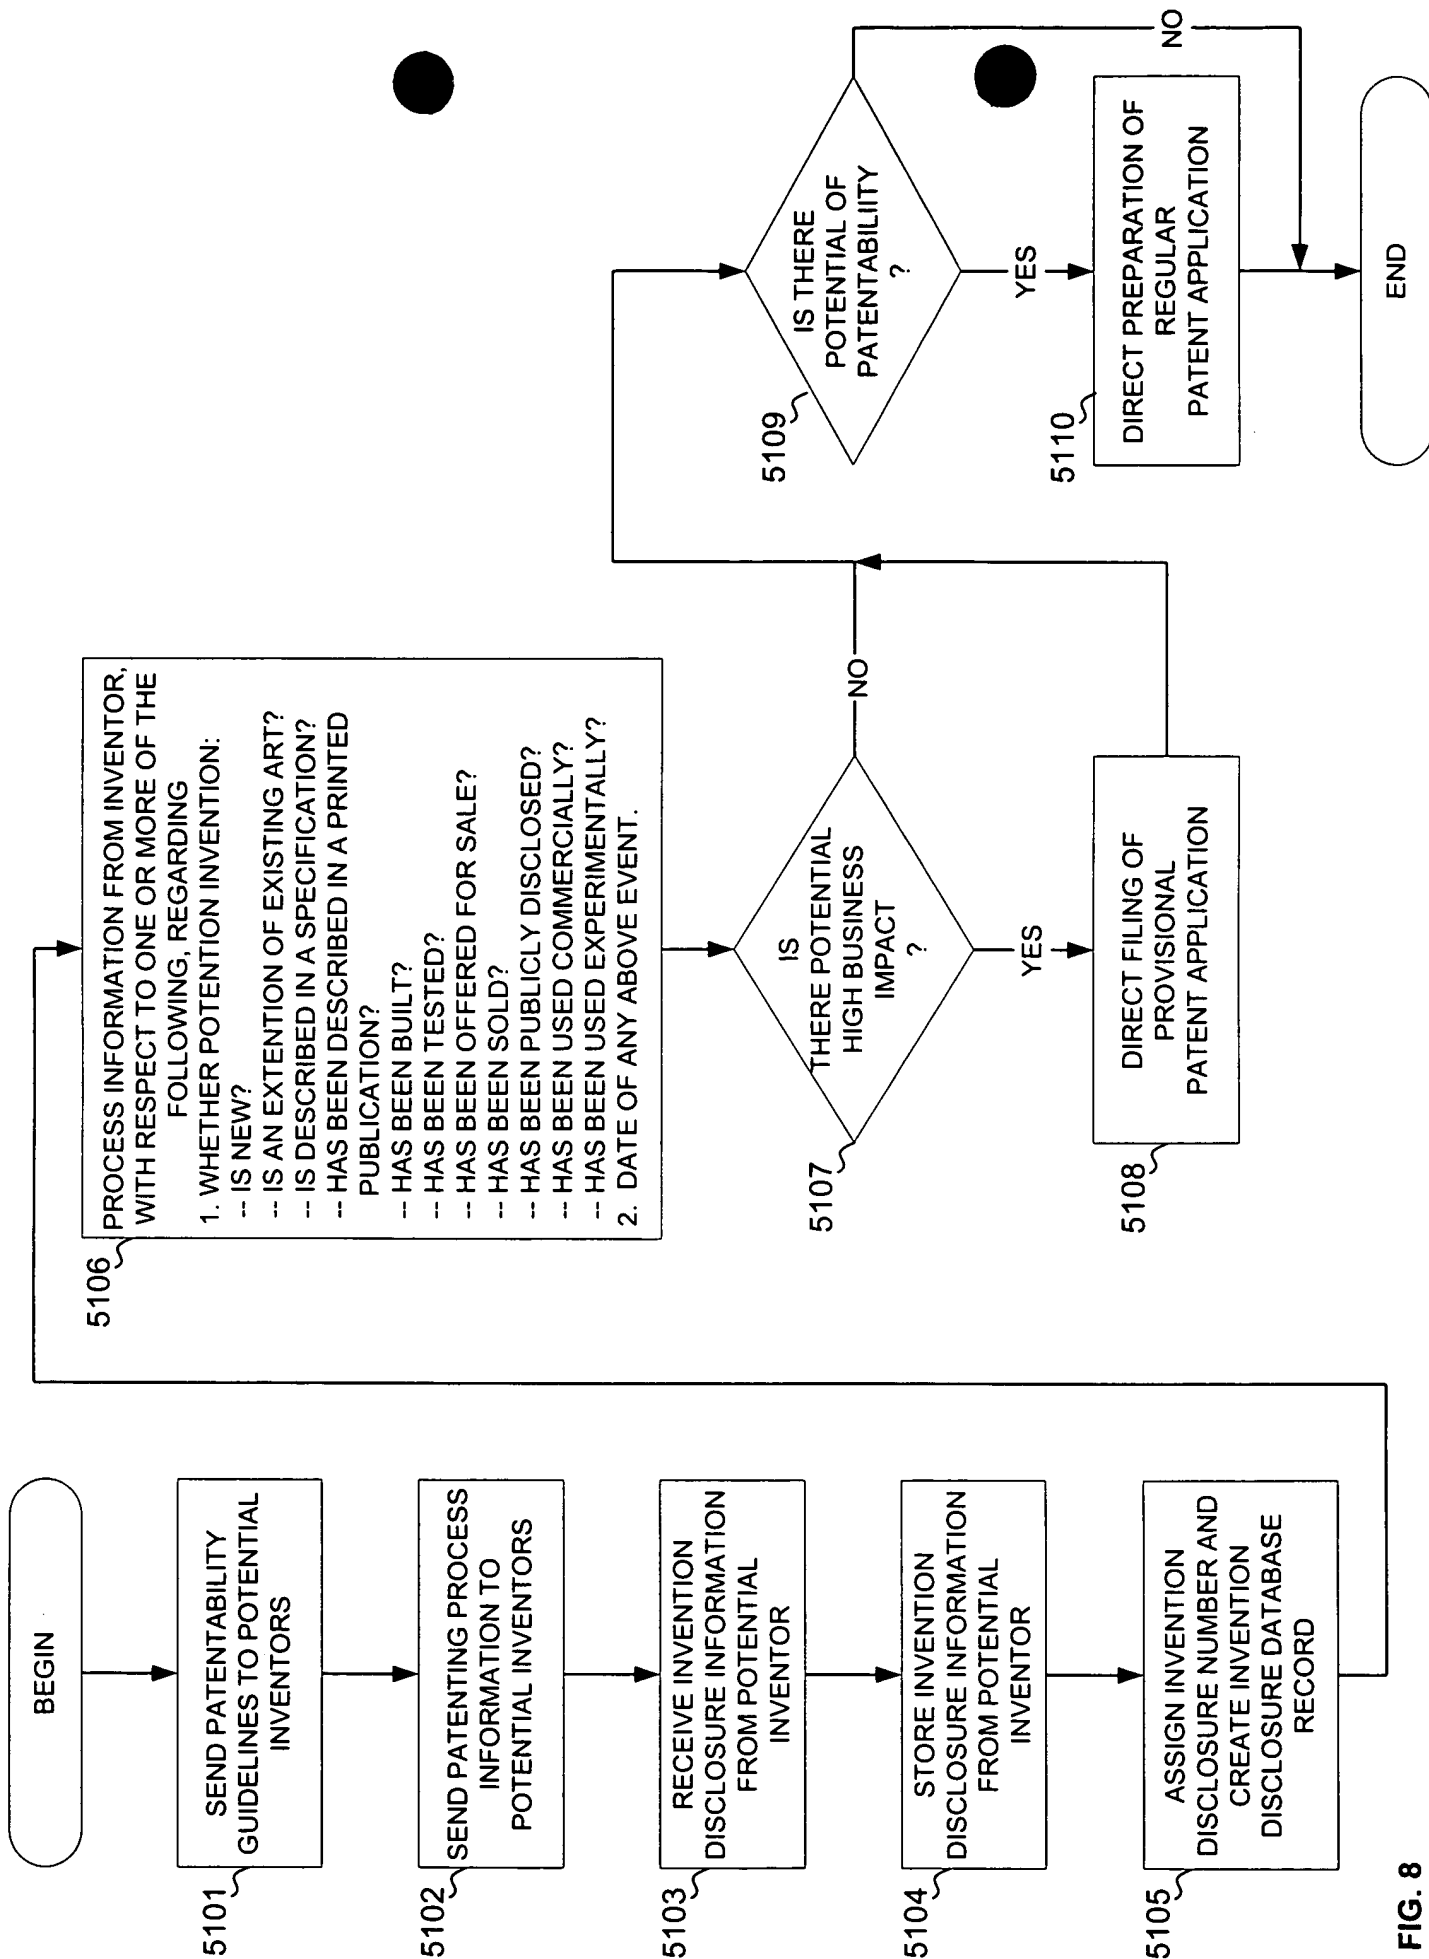 BEGIN
SEND PATENTABILITY
GUIDELINES TO POTENTIAL
INVENTORS
5101
SEND PATENTING PROCESS
INFORMATION TO
POTENTIAL INVENTORS
5102
RECEIVE INVENTION
DISCLOSURE INFORMATION
FROM POTENTIAL
INVENTOR
5103
STORE INVENTION
DISCLOSURE INFORMATION
FROM POTENTIAL
INVENTOR
5104
ASSIGN INVENTION
DISCLOSURE NUMBER AND
CREATE INVENTION
DISCLOSURE DATABASE
RECORD
5105
PROCESS INFORMATION FROM INVENTOR,
WITH RESPECT TO ONE OR MORE OF THE
FOLLOWING, REGARDING
1. WHETHER POTENTION INVENTION:
-- IS NEW?
-- IS AN EXTENTION OF EXISTING ART?
-- IS DESCRIBED IN A SPECIFICATION?
-- HAS BEEN DESCRIBED IN A PRINTED
PUBLICATION?
-- HAS BEEN BUILT?
-- HAS BEEN TESTED?
-- HAS BEEN OFFERED FOR SALE?
-- HAS BEEN SOLD?
-- HAS BEEN PUBLICLY DISCLOSED?
-- HAS BEEN USED COMMERCIALLY?
-- HAS BEEN USED EXPERIMENTALLY?
2. DATE OF ANY ABOVE EVENT.
5106
IS
THERE POTENTIAL
HIGH BUSINESS
IMPACT
?
5107
NO
YES
DIRECT FILING OF
PROVISIONAL
PATENT APPLICATION
5108
IS THERE
POTENTIAL OF
PATENTABILIITY
?
5109
NO
YES
DIRECT PREPARATION OF
REGULAR
PATENT APPLICATION
5110
END
FIG. 8